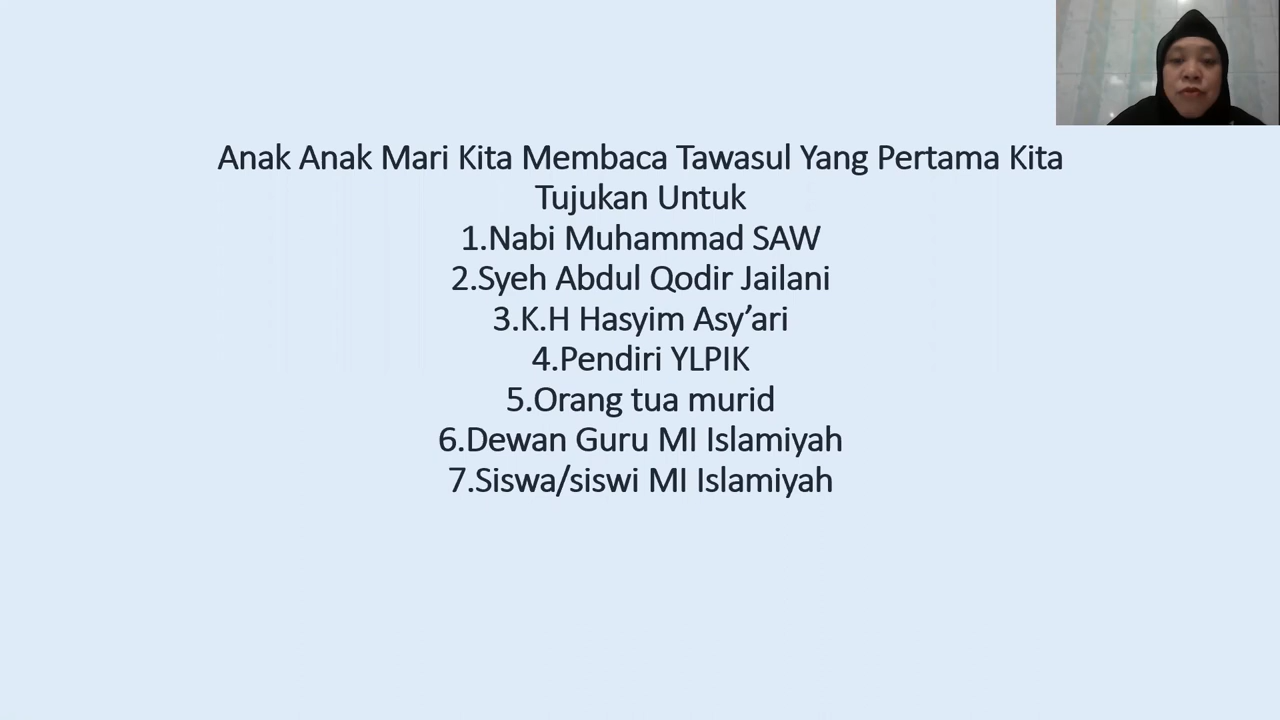 Anak Anak Mari Kita Membaca Tawasul Yang Pertama Kita
Tujukan Untuk
1.Nabi Muhammad SAW
2.Syeh Abdul Qodir Jailani
3.K.H Hasyim Asy’ari
4.Pendiri YLPIK
5.Orang tua murid
6.Dewan Guru MI Islamiyah
7.Siswa/siswi MI Islamiyah